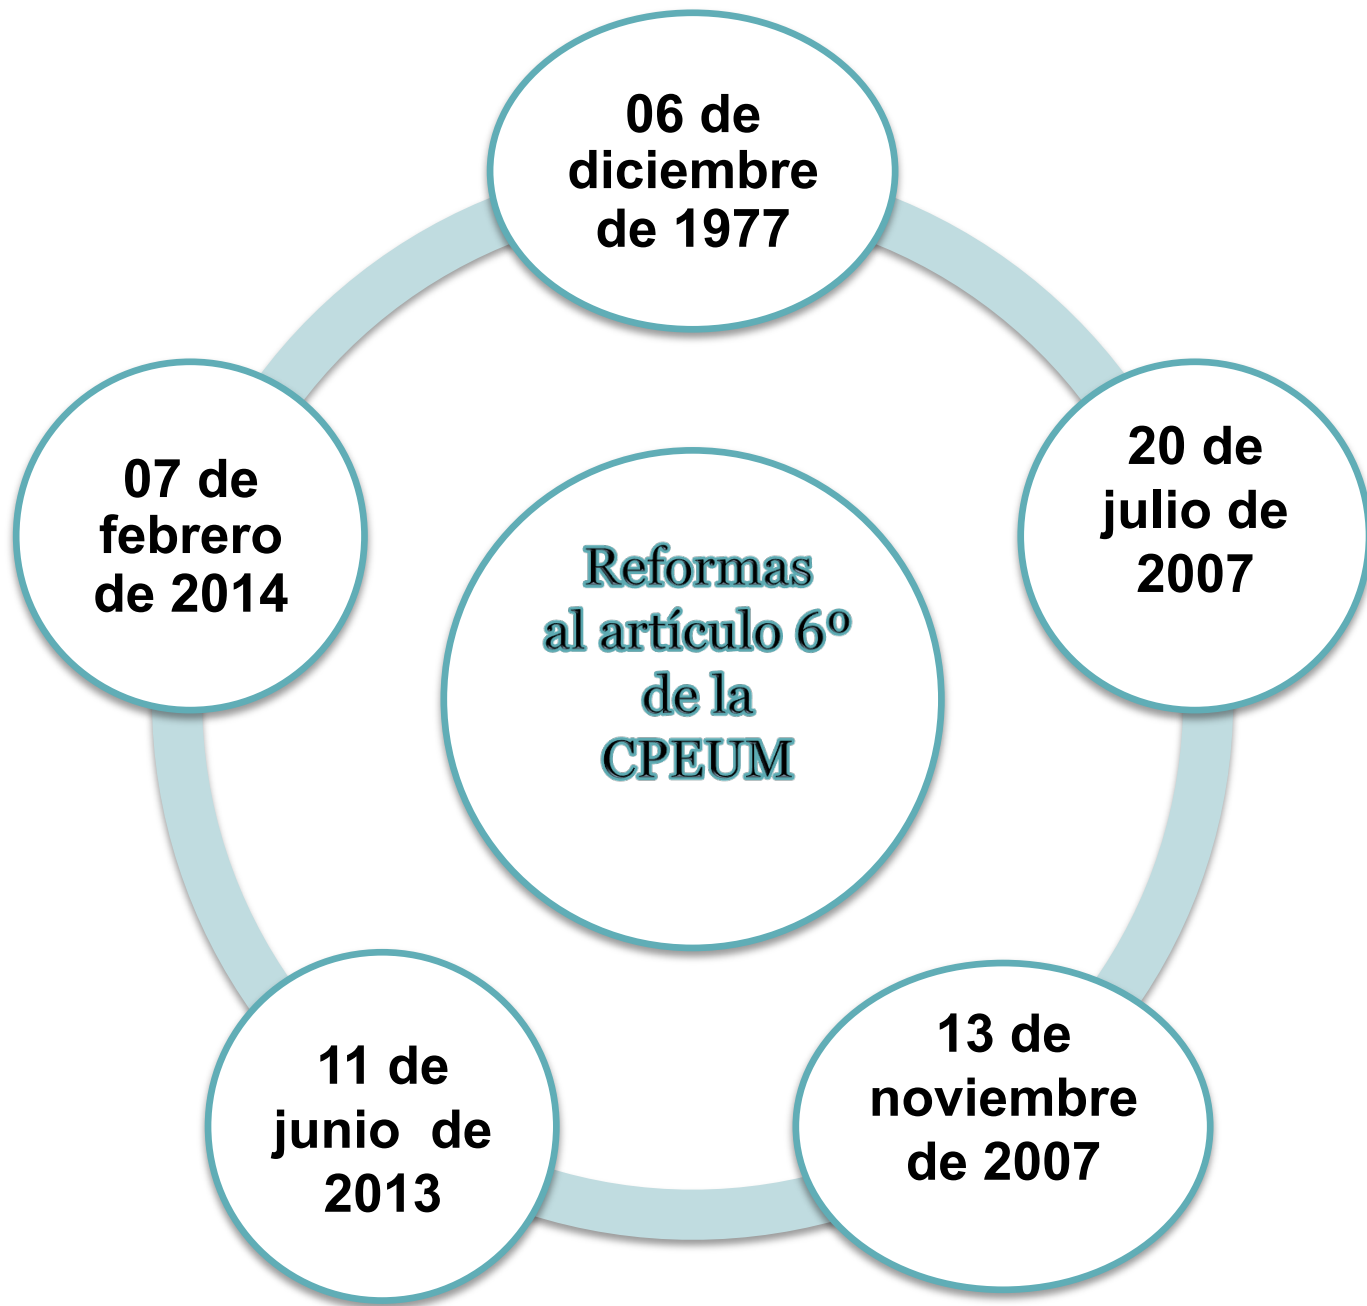 06 de
diciembre
de 1977
20 de
julio de
2007
13 de
noviembre
de 2007
11 de
junio  de
2013
07 de
febrero
de 2014
Reformas
al artículo 6º
de la
CPEUM